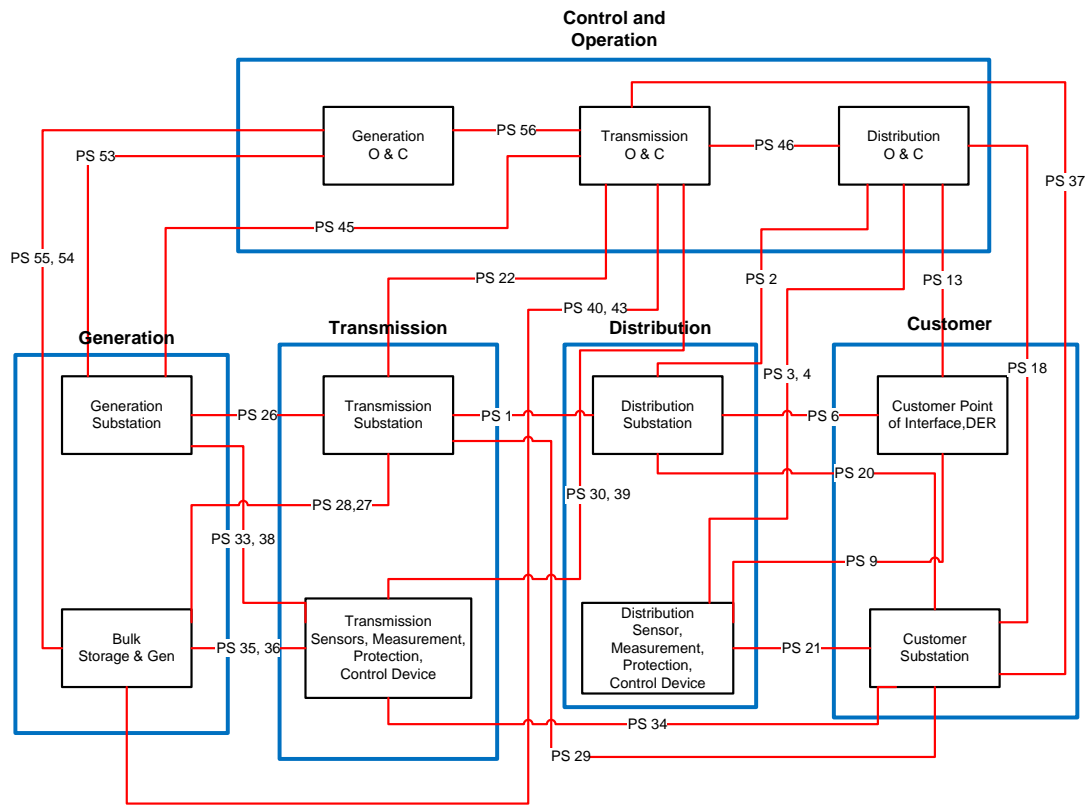 Control and
Operation
Generation
O & C
PS 56
Transmission
O & C
PS 46
Distribution
O & C
PS 53
PS 37
PS 45
PS 55, 54
PS 22
PS 40, 43
PS 2
PS 13
Generation
Transmission
Distribution
Customer
PS 3, 4
PS 18
Generation
Substation
PS 26
Transmission
Substation
PS 1
Distribution
Substation
PS 6
Customer Point
of Interface,DER
PS 20
PS 28,27
PS 30, 39
PS 33, 38
PS 9
Bulk
Storage & Gen
PS 35, 36
Transmission
Sensors, Measurement,
Protection,
Control Device
Distribution
Sensor,
Measurement,
Protection,
Control Device
PS 21
Customer
Substation
PS 34
PS 29